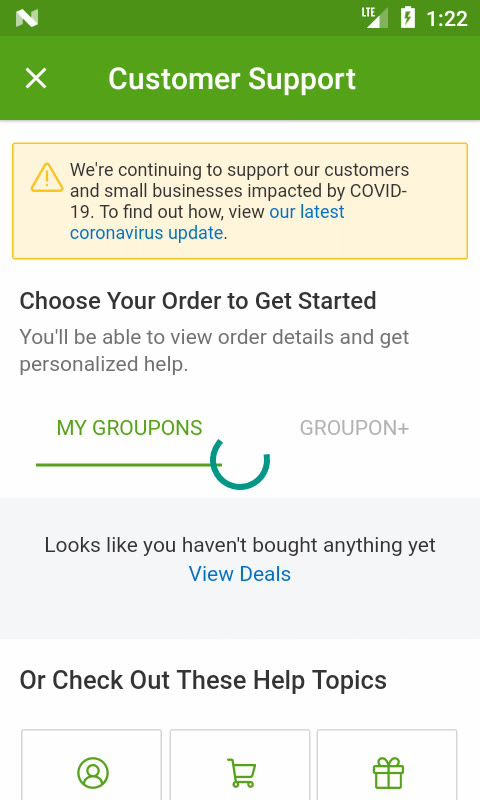 LTE 1:22
Customer Support
We're continuing to support our customers
and small businesses impacted by COVID-
19. To find out how, view our latest
coronavirus update.
Choose Your Order to Get Started
You'll be able to view order details and get
personalized help.
MY GROUPONS GROUPON+
Looks like you haven't bought anything yet
View Deals
Or Check Out These Help Topics